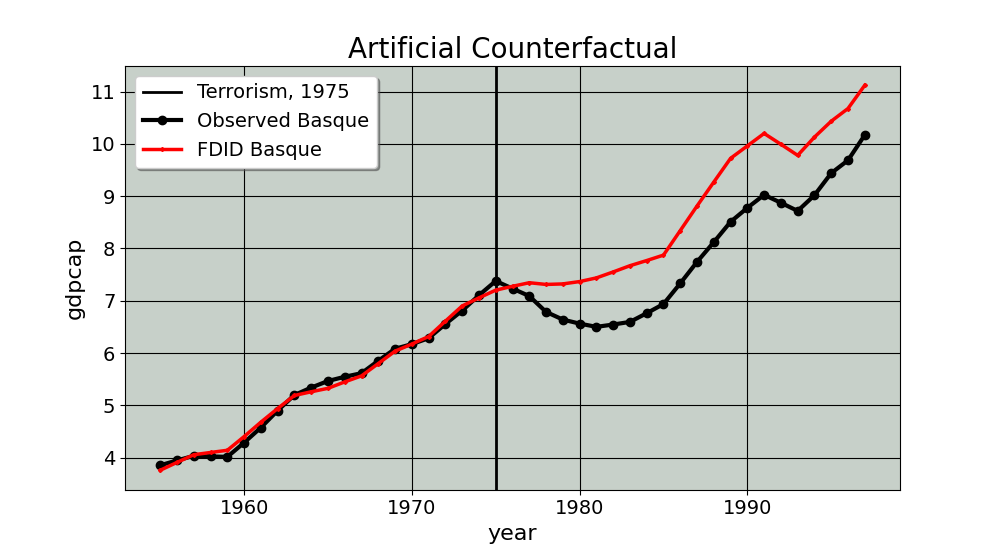 Artificial Counterfactual
Terrorism, 1975
Observed Basque
FDID Basque
11
10
9
8
7
6
5
4
gdpcap
1960
1970
1980
1990
year